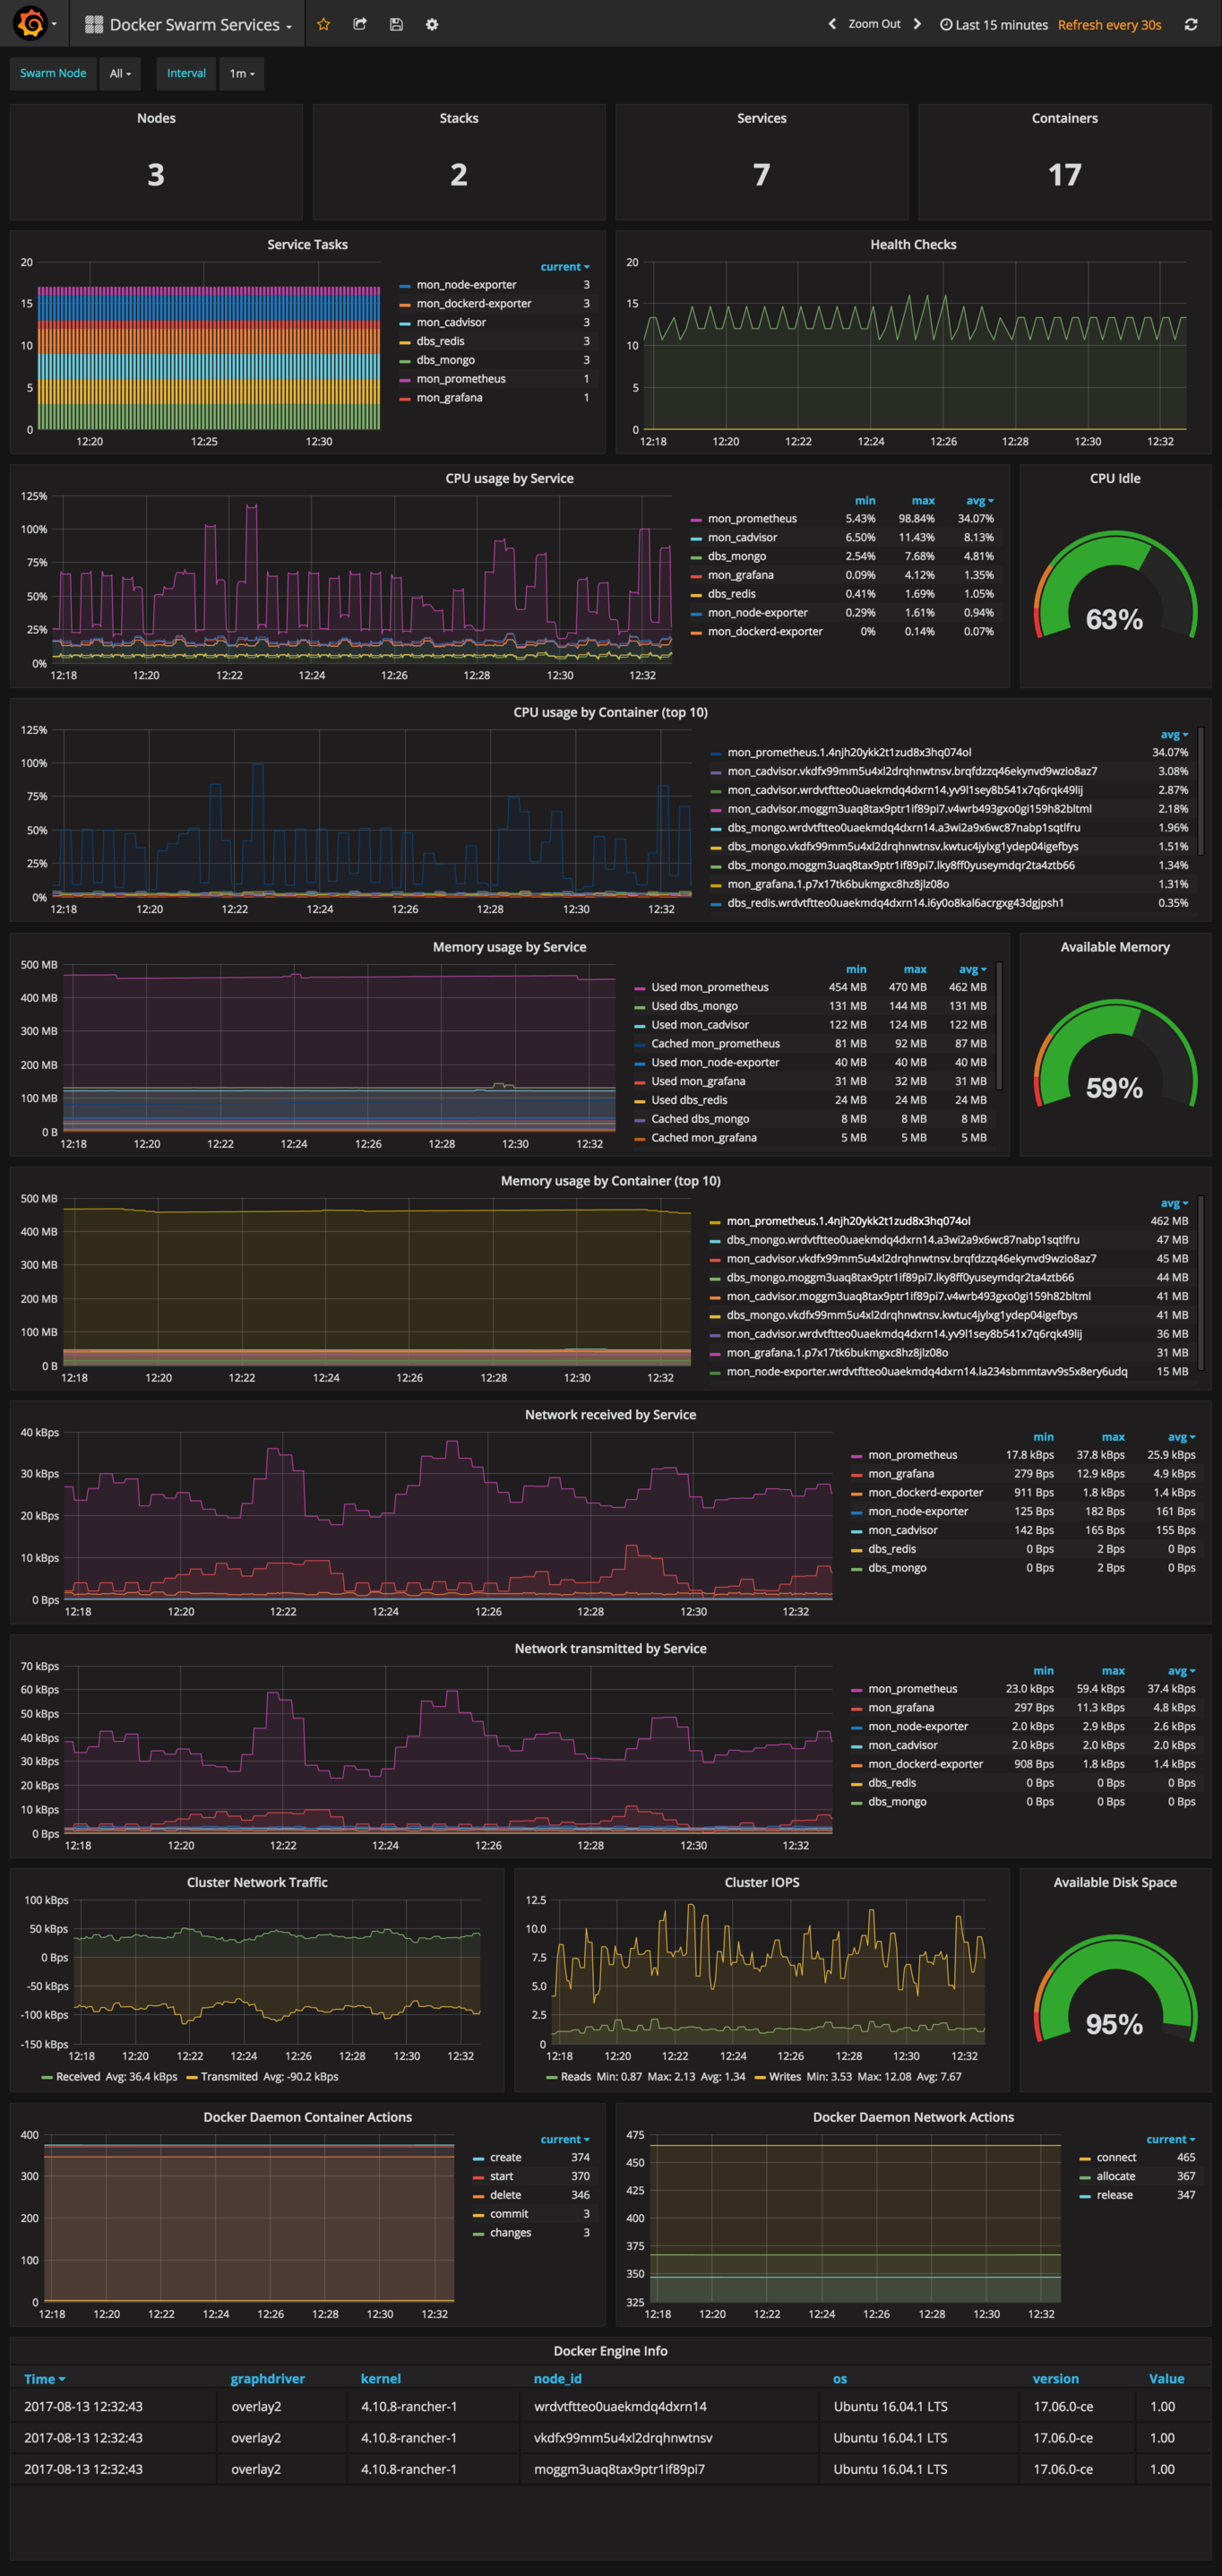 Docker Swarm Services
Zoom Out Last 15 minutes Refresh every 30s
Swarm Node All Interval 1m
Nodes Stacks Services Containers
3 2 7 17
Service Tasks
20
15
10
5
0
12:20 12:25 12:30
current
mon_node-exporter 3
mon_dockerd-exporter 3
mon_cadvisor 3
dbs_redis 3
dbs_mongo 3
mon_prometheus 1
mon_grafana 1
Health Checks
20
15
10
5
0
12:18 12:20 12:22 12:24 12:26 12:28 12:30 12:32
CPU usage by Service
125%
100%
75%
50%
25%
0%
12:18 12:20 12:22 12:24 12:26 12:28 12:30 12:32
min max avg
mon_prometheus 5.43% 98.84% 34.07%
mon_cadvisor 6.50% 11.43% 8.13%
dbs_mongo 2.54% 7.68% 4.81%
mon_grafana 0.09% 4.12% 1.35%
dbs_redis 0.41% 1.69% 1.05%
mon_node-exporter 0.29% 1.61% 0.94%
mon_dockerd-exporter 0% 0.14% 0.07%
CPU Idle
63%
CPU usage by Container (top 10)
125%
100%
75%
50%
25%
0%
12:18 12:20 12:22 12:24 12:26 12:28 12:30 12:32
avg
mon_prometheus.1.4njh20ykk2t1zud8x3hq074ol 34.07%
mon_cadvisor.vkdfx99mm5u4xl2drqhnwtnsv.brqfdzzq46ekynvd9wzio8az7 3.08%
mon_cadvisor.wrdvtftteo0uaekmdq4dxrn14.yv9l1sey8b541x7q6rqk49lij 2.87%
mon_cadvisor.moggm3uaq8tax9ptr1if89pi7.v4wrb493gxo0gi159h82bltml 2.18%
dbs_mongo.wrdvtftteo0uaekmdq4dxrn14.a3wi2a9x6wc87nabp1sqtlfru 1.96%
dbs_mongo.vkdfx99mm5u4xl2drqhnwtnsv.kwtuc4jylxg1ydep04igefbys 1.51%
dbs_mongo.moggm3uaq8tax9ptr1if89pi7.lky8ff0yuseymdqr2ta4ztb66 1.34%
mon_grafana.1.p7x17tk6bukmgxc8hz8jlz08o 1.31%
dbs_redis.wrdvtftteo0uaekmdq4dxrn14.i6y0o8kal6acrgxg43dgjpsh1 0.35%
Memory usage by Service
500 MB
400 MB
300 MB
200 MB
100 MB
0 B
12:18 12:20 12:22 12:24 12:26 12:28 12:30 12:32
min max avg
Used mon_prometheus 454 MB 470 MB 462 MB
Used dbs_mongo 131 MB 144 MB 131 MB
Used mon_cadvisor 122 MB 124 MB 122 MB
Cached mon_prometheus 81 MB 92 MB 87 MB
Used mon_node-exporter 40 MB 40 MB 40 MB
Used mon_grafana 31 MB 32 MB 31 MB
Used dbs_redis 24 MB 24 MB 24 MB
Cached dbs_mongo 8 MB 8 MB 8 MB
Cached mon_grafana 5 MB 5 MB 5 MB
Available Memory
59%
Memory usage by Container (top 10)
500 MB
400 MB
300 MB
200 MB
100 MB
0 B
12:18 12:20 12:22 12:24 12:26 12:28 12:30 12:32
avg
mon_prometheus.1.4njh20ykk2t1zud8x3hq074ol 462 MB
dbs_mongo.wrdvtftteo0uaekmdq4dxrn14.a3wi2a9x6wc87nabp1sqtlfru 47 MB
mon_cadvisor.vkdfx99mm5u4xl2drqhnwtnsv.brqfdzzq46ekynvd9wzio8az7 45 MB
dbs_mongo.moggm3uaq8tax9ptr1if89pi7.lky8ff0yuseymdqr2ta4ztb66 44 MB
mon_cadvisor.moggm3uaq8tax9ptr1if89pi7.v4wrb493gxo0gi159h82bltml 41 MB
dbs_mongo.vkdfx99mm5u4xl2drqhnwtnsv.kwtuc4jylxg1ydep04igefbys 41 MB
mon_cadvisor.wrdvtftteo0uaekmdq4dxrn14.yv9l1sey8b541x7q6rqk49lij 36 MB
mon_grafana.1.p7x17tk6bukmgxc8hz8jlz08o 31 MB
mon_node-exporter.wrdvtftteo0uaekmdq4dxrn14.la234sbmmtavv9s5x8ery6udq 15 MB
Network received by Service
40 kBps
30 kBps
20 kBps
10 kBps
0 Bps
12:18 12:20 12:22 12:24 12:26 12:28 12:30 12:32
min max avg
mon_prometheus 17.8 kBps 37.8 kBps 25.9 kBps
mon_grafana 279 Bps 12.9 kBps 4.9 kBps
mon_dockerd-exporter 911 Bps 1.8 kBps 1.4 kBps
mon_node-exporter 125 Bps 182 Bps 161 Bps
mon_cadvisor 142 Bps 165 Bps 155 Bps
dbs_redis 0 Bps 2 Bps 0 Bps
dbs_mongo 0 Bps 2 Bps 0 Bps
Network transmitted by Service
70 kBps
60 kBps
50 kBps
40 kBps
30 kBps
20 kBps
10 kBps
0 Bps
12:18 12:20 12:22 12:24 12:26 12:28 12:30 12:32
min max avg
mon_prometheus 23.0 kBps 59.4 kBps 37.4 kBps
mon_grafana 297 Bps 11.3 kBps 4.8 kBps
mon_node-exporter 2.0 kBps 2.9 kBps 2.6 kBps
mon_cadvisor 2.0 kBps 2.0 kBps 2.0 kBps
mon_dockerd-exporter 908 Bps 1.8 kBps 1.4 kBps
dbs_redis 0 Bps 0 Bps 0 Bps
dbs_mongo 0 Bps 0 Bps 0 Bps
Cluster Network Traffic
100 kBps
50 kBps
0 Bps
-50 kBps
-100 kBps
-150 kBps
12:18 12:20 12:22 12:24 12:26 12:28 12:30 12:32
Received Avg: 36.4 kBps Transmited Avg: -90.2 kBps
Cluster IOPS
12.5
10.0
7.5
5.0
2.5
0
12:18 12:20 12:22 12:24 12:26 12:28 12:30 12:32
Reads Min: 0.87 Max: 2.13 Avg: 1.34 Writes Min: 3.53 Max: 12.08 Avg: 7.67
Available Disk Space
95%
Docker Daemon Container Actions
400
300
200
100
0
12:18 12:20 12:22 12:24 12:26 12:28 12:30 12:32
current
create 374
start 370
delete 346
commit 3
changes 3
Docker Daemon Network Actions
475
450
425
400
375
350
325
12:18 12:20 12:22 12:24 12:26 12:28 12:30 12:32
current
connect 465
allocate 367
release 347
Docker Engine Info
Time graphdriver kernel node_id os version Value
2017-08-13 12:32:43 overlay2 4.10.8-rancher-1 wrdvtftteo0uaekmdq4dxrn14 Ubuntu 16.04.1 LTS 17.06.0-ce 1.00
2017-08-13 12:32:43 overlay2 4.10.8-rancher-1 vkdfx99mm5u4xl2drqhnwtnsv Ubuntu 16.04.1 LTS 17.06.0-ce 1.00
2017-08-13 12:32:43 overlay2 4.10.8-rancher-1 moggm3uaq8tax9ptr1if89pi7 Ubuntu 16.04.1 LTS 17.06.0-ce 1.00